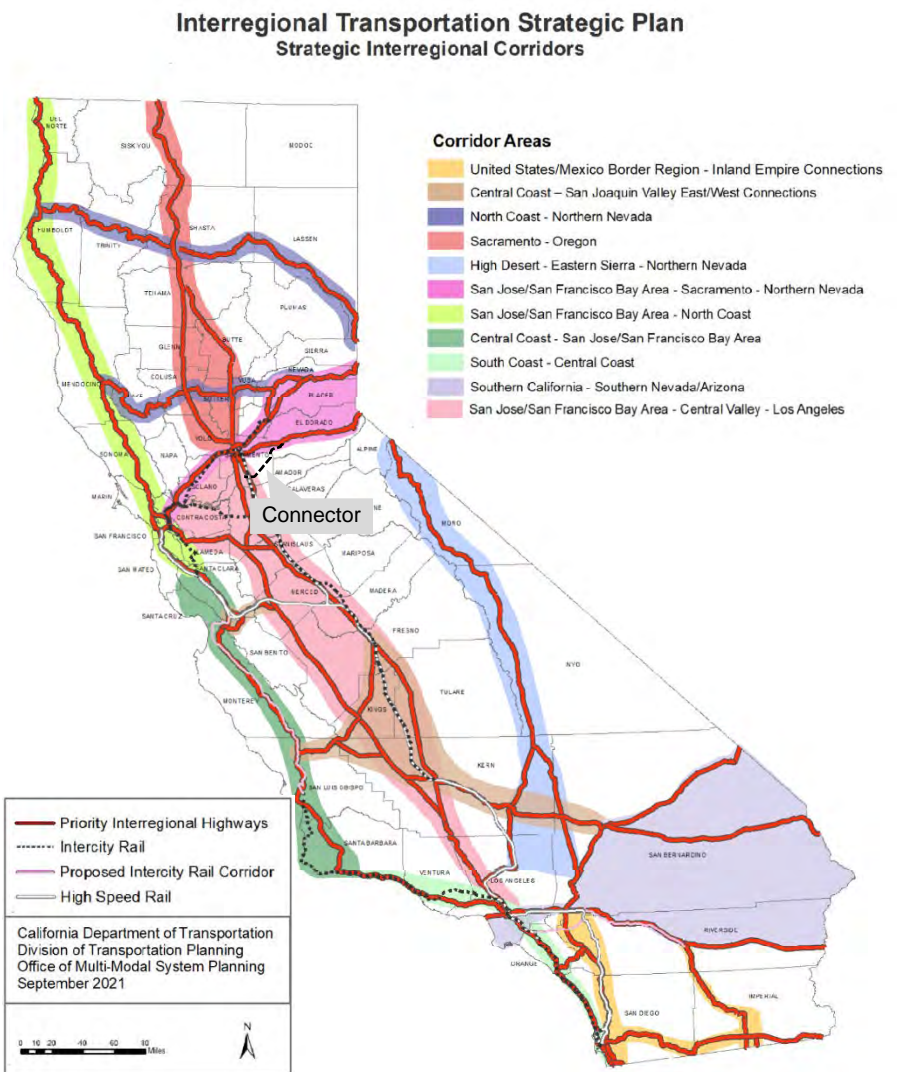 Interregional Transportation Strategic Plan
Strategic Interregional Corridors
Corridor Areas
United States/Mexico Border Region - Inland Empire Connections
Central Coast – San Joaquin Valley East/West Connections
North Coast - Northern Nevada
Sacramento - Oregon
High Desert - Eastern Sierra - Northern Nevada
San Jose/San Francisco Bay Area - Sacramento - Northern Nevada
San Jose/San Francisco Bay Area - North Coast
Central Coast - San Jose/San Francisco Bay Area
South Coast - Central Coast
Southern California - Southern Nevada/Arizona
San Jose/San Francisco Bay Area - Central Valley - Los Angeles
DEL
NORTE
SISKIYOU
MODOC
HUMBOLDT
TRINITY
SHASTA
LASSEN
TEHAMA
PLUMAS
BUTTE
GLENN
SIERRA
MENDOCINO
COLUSA
YUBA
NEVADA
PLACER
EL DORADO
YOLO
SONOMA
NAPA
ALPINE
AMADOR
MARIN
CONTRA COSTA
Connector
SAN FRANCISCO
MONO
MARIPOSA
SAN MATEO
SANTA CLARA
MERCED
MADERA
SANTA CRUZ
FRESNO
SAN BENITO
MONTEREY
KINGS
TULARE
KERN
SAN LUIS OBISPO
SANTA BARBARA
VENTURA
LOS ANGELES
SAN BERNARDINO
RIVERSIDE
ORANGE
SAN DIEGO
IMPERIAL
Priority Interregional Highways
Intercity Rail
Proposed Intercity Rail Corridor
High Speed Rail
California Department of Transportation
Division of Transportation Planning
Office of Multi-Modal System Planning
September 2021
N
0 10 20 40 60 80
Miles